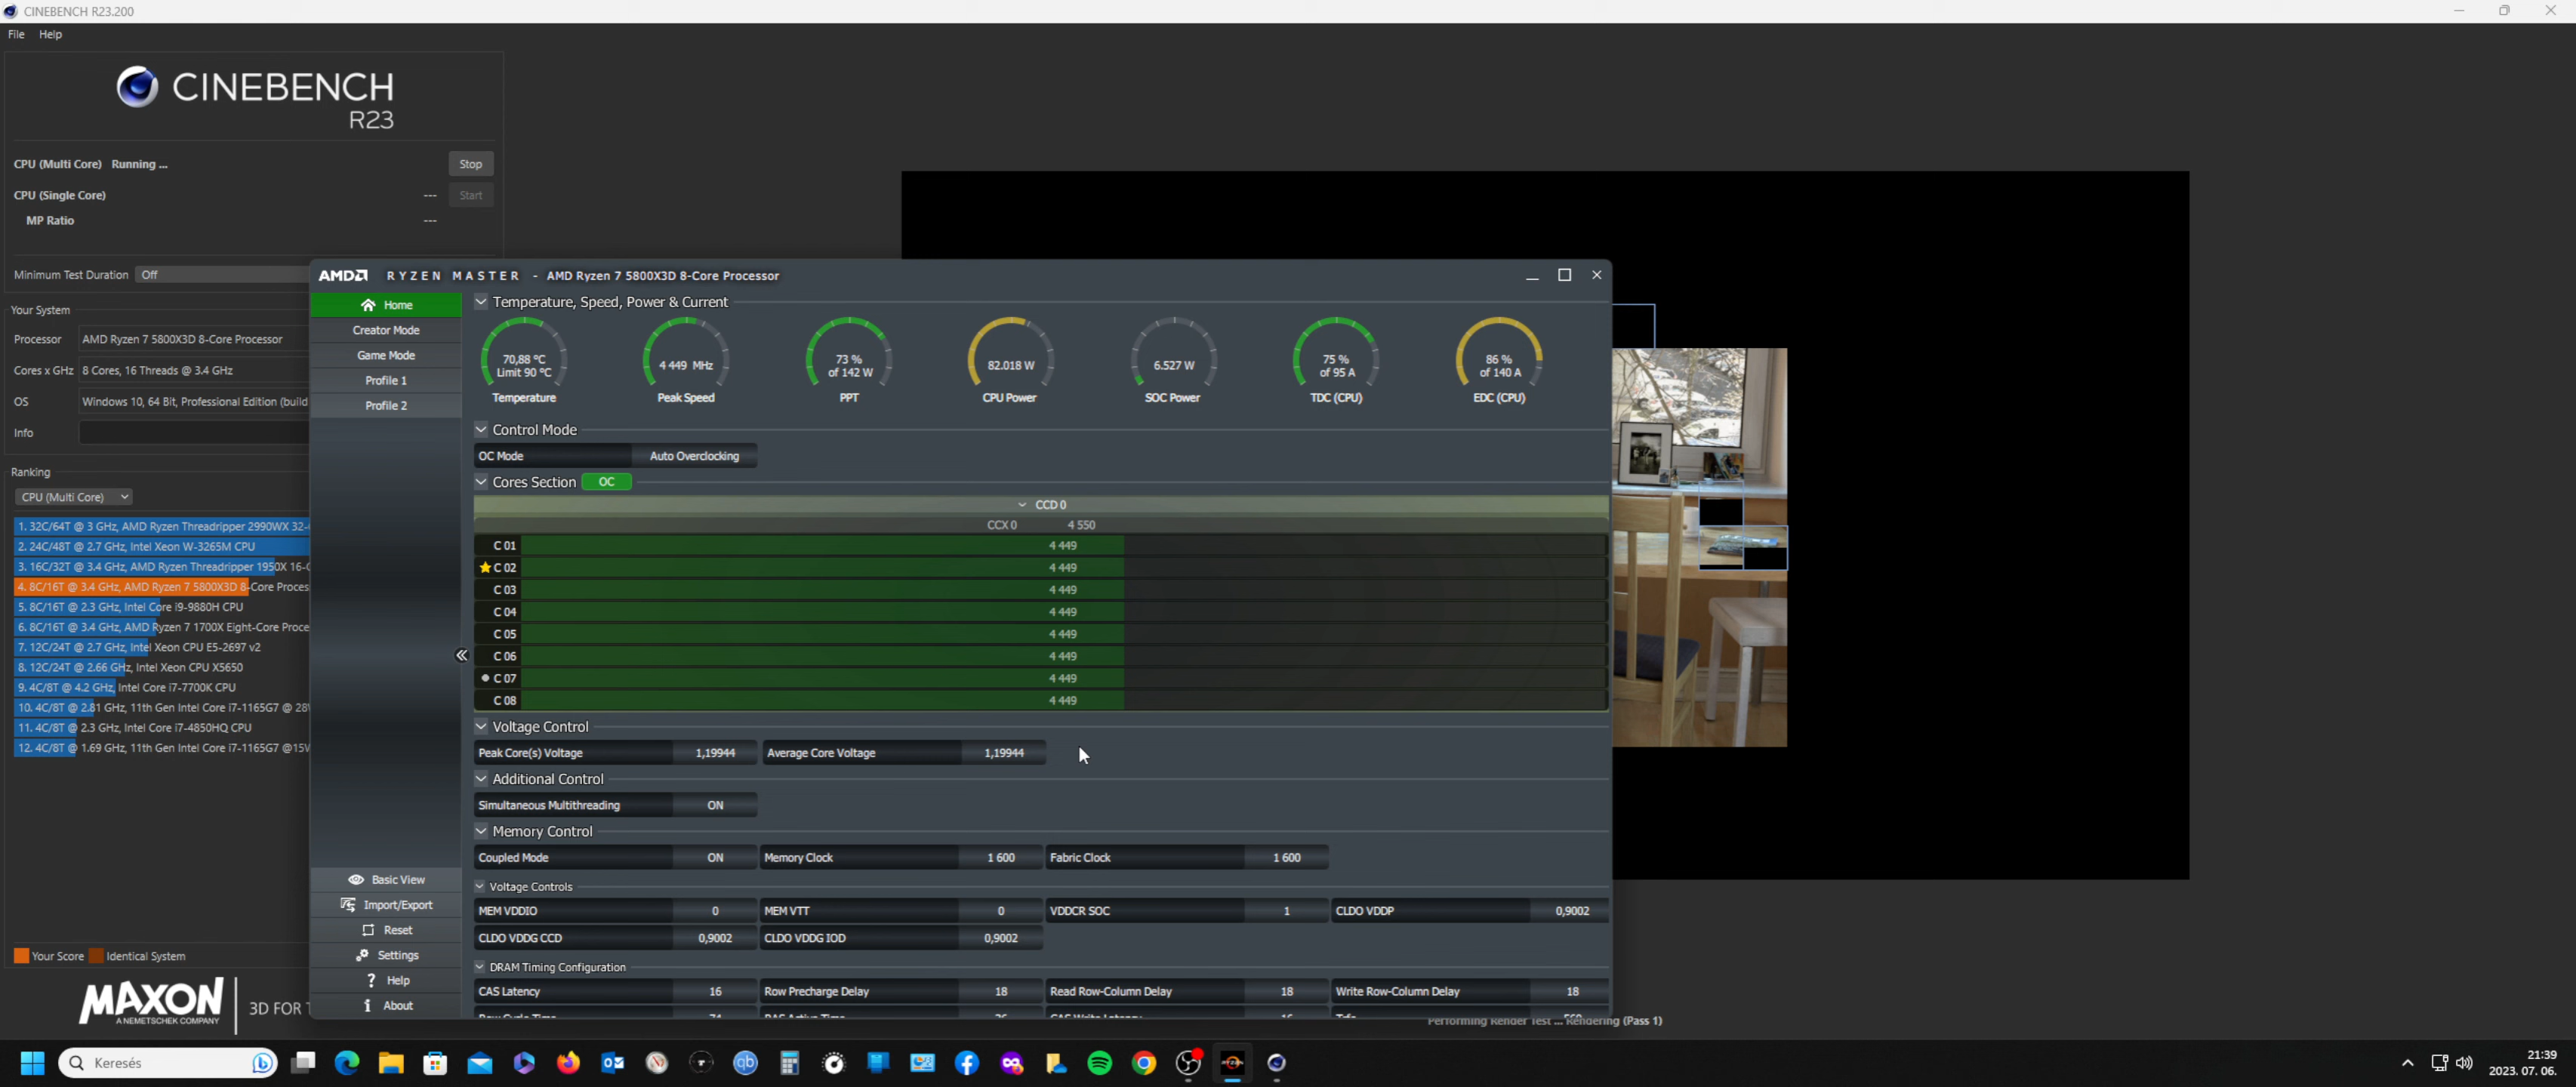 CINEBENCH R23.200
File Help
CINEBENCH
R23
CPU (Multi Core) Running ... Stop
CPU (Single Core) --- Start
MP Ratio ---
Minimum Test Duration Off
Your System
Processor AMD Ryzen 7 5800X3D 8-Core Processor
Cores x GHz 8 Cores, 16 Threads @ 3.4 GHz
OS Windows 10, 64 Bit, Professional Edition (build
Info
Ranking
CPU (Multi Core)
1. 32C/64T @ 3 GHz, AMD Ryzen Threadripper 2990WX 32-
2. 24C/48T @ 2.7 GHz, Intel Xeon W-3265M CPU
3. 16C/32T @ 3.4 GHz, AMD Ryzen Threadripper 1950X 16-
4. 8C/16T @ 3.4 GHz, AMD Ryzen 7 5800X3D 8-Core Proces
5. 8C/16T @ 2.3 GHz, Intel Core i9-9880H CPU
6. 8C/16T @ 3.4 GHz, AMD Ryzen 7 1700X Eight-Core Proce
7. 12C/24T @ 2.7 GHz, Intel Xeon CPU E5-2697 v2
8. 12C/24T @ 2.66 GHz, Intel Xeon CPU X5650
9. 4C/8T @ 4.2 GHz, Intel Core i7-7700K CPU
10. 4C/8T @ 2.81 GHz, 11th Gen Intel Core i7-1165G7 @ 28
11. 4C/8T @ 2.3 GHz, Intel Core i7-4850HQ CPU
12. 4C/8T @ 1.69 GHz, 11th Gen Intel Core i7-1165G7 @15W
Your Score Identical System
MAXON
A NEMETSCHEK COMPANY
3D FOR
AMD RYZEN MASTER - AMD Ryzen 7 5800X3D 8-Core Processor
Home
Creator Mode
Game Mode
Profile 1
Profile 2
Basic View
Import/Export
Reset
Settings
Help
About
Temperature, Speed, Power & Current
70,88 °C 4 449 MHz 73 % 82.018 W 6.527 W 75 % 86 %
Limit 90 °C of 142 W of 95 A of 140 A
Temperature Peak Speed PPT CPU Power SOC Power TDC (CPU) EDC (CPU)
Control Mode
OC Mode Auto Overclocking
Cores Section OC
CCD 0
CCX 0 4 550
C 01 4 449
C 02 4 449
C 03 4 449
C 04 4 449
C 05 4 449
C 06 4 449
C 07 4 449
C 08 4 449
Voltage Control
Peak Core(s) Voltage 1,19944 Average Core Voltage 1,19944
Additional Control
Simultaneous Multithreading ON
Memory Control
Coupled Mode ON Memory Clock 1 600 Fabric Clock 1 600
Voltage Controls
MEM VDDIO 0 MEM VTT 0 VDDCR SOC 1 CLDO VDDP 0,9002
CLDO VDDG CCD 0,9002 CLDO VDDG IOD 0,9002
DRAM Timing Configuration
CAS Latency 16 Row Precharge Delay 18 Read Row-Column Delay 18 Write Row-Column Delay 18
Performing Render Test ... Rendering (Pass 1)
Keresés
21:39
2023. 07. 06.